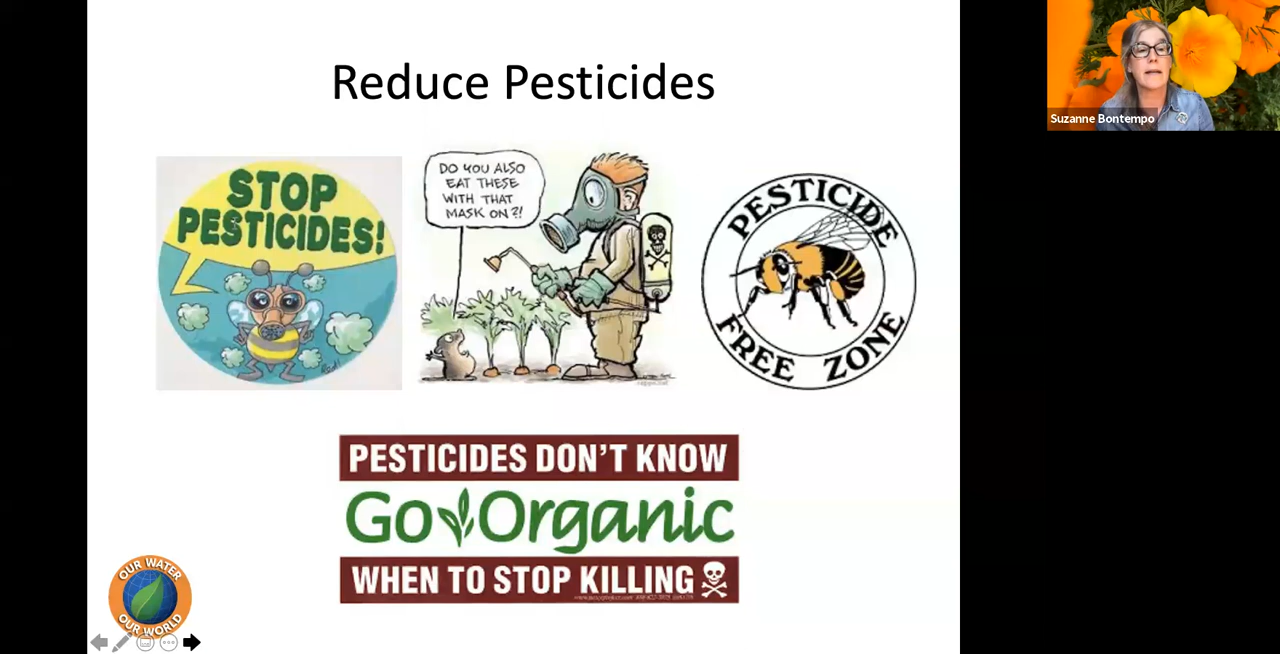 Reduce Pesticides
Suzanne Bontempo
STOP
PESTICIDES!
DO YOU ALSO
EAT THESE
WITH THAT
MASK ON?!
PESTICIDE
FREE ZONE
PESTICIDES DON'T KNOW
Go Organic
WHEN TO STOP KILLING
OUR WATER
OUR WORLD